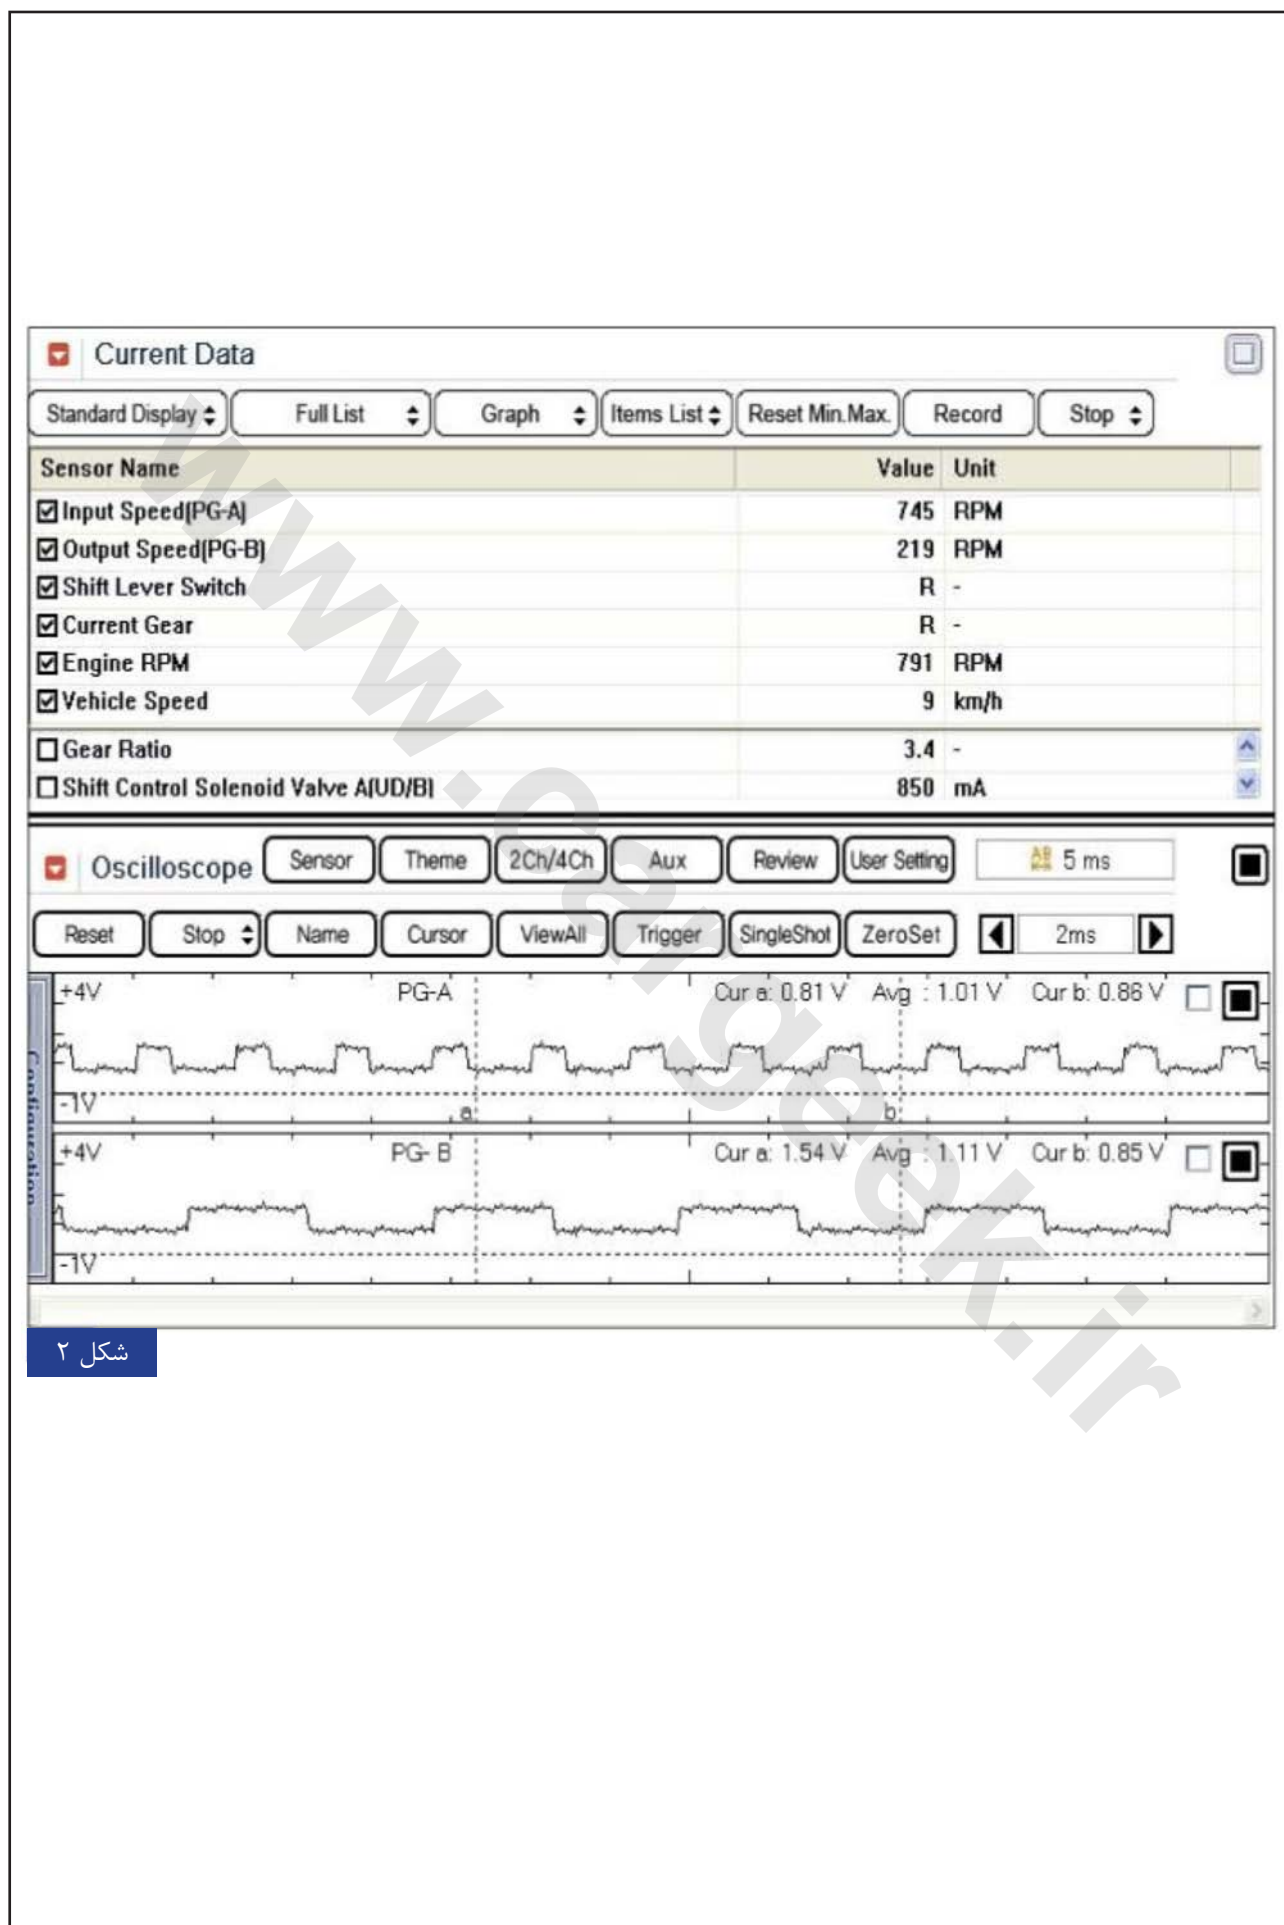 Current Data
Standard Display Full List Graph Items List Reset Min.Max. Record Stop
Sensor Name Value Unit
Input Speed(PG-A) 745 RPM
Output Speed(PG-B) 219 RPM
Shift Lever Switch R -
Current Gear R -
Engine RPM 791 RPM
Vehicle Speed 9 km/h
Gear Ratio 3.4 -
Shift Control Solenoid Valve A(UD/B) 850 mA
Oscilloscope Sensor Theme 2Ch/4Ch Aux Review User Setting 5 ms
Reset Stop Name Cursor ViewAll Trigger SingleShot ZeroSet 2ms
+4V PG-A Cur a: 0.81 V Avg : 1.01 V Cur b: 0.86 V
-1V a b
Configuration
+4V PG- B Cur a: 1.54 V Avg : 1.11 V Cur b: 0.85 V
-1V
شکل ۲
www.cargeek.ir